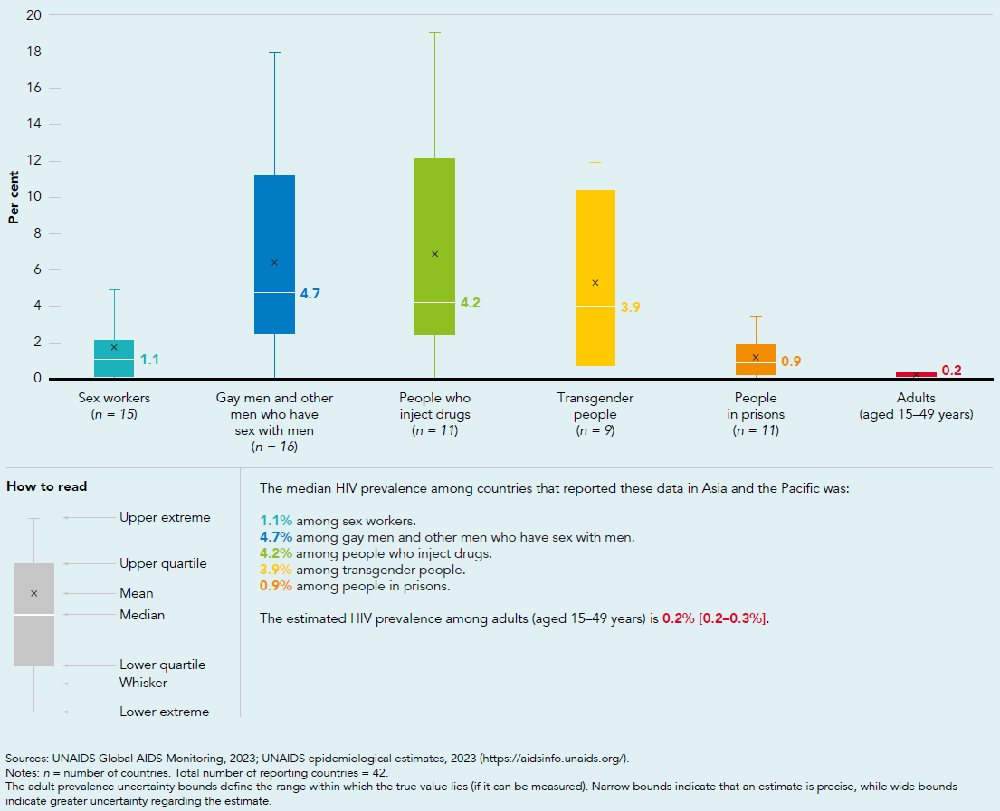 20
18
16
14
12
10
8
6
4
2
0
Per cent
1.1
4.7
4.2
3.9
0.9
0.2
Sex workers
(n = 15)
Gay men and other
men who have
sex with men
(n = 16)
People who
inject drugs
(n = 11)
Transgender
people
(n = 9)
People
in prisons
(n = 11)
Adults
(aged 15–49 years)
How to read
Upper extreme
Upper quartile
Mean
Median
Lower quartile
Whisker
Lower extreme
The median HIV prevalence among countries that reported these data in Asia and the Pacific was:
1.1% among sex workers.
4.7% among gay men and other men who have sex with men.
4.2% among people who inject drugs.
3.9% among transgender people.
0.9% among people in prisons.
The estimated HIV prevalence among adults (aged 15–49 years) is 0.2% [0.2–0.3%].
Sources: UNAIDS Global AIDS Monitoring, 2023; UNAIDS epidemiological estimates, 2023 (https://aidsinfo.unaids.org/).
Notes: n = number of countries. Total number of reporting countries = 42.
The adult prevalence uncertainty bounds define the range within which the true value lies (if it can be measured). Narrow bounds indicate that an estimate is precise, while wide bounds
indicate greater uncertainty regarding the estimate.